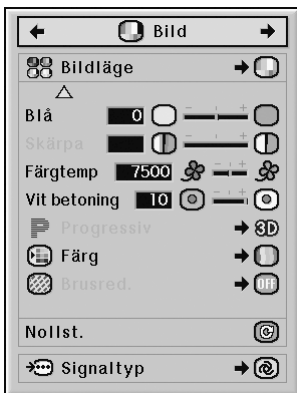 Bild
Bildläge
Blå 0
Skärpa
Färgtemp 7500
Vit betoning 10
P Progressiv 3D
Färg
Brusred. OFF
Nollst.
Signaltyp